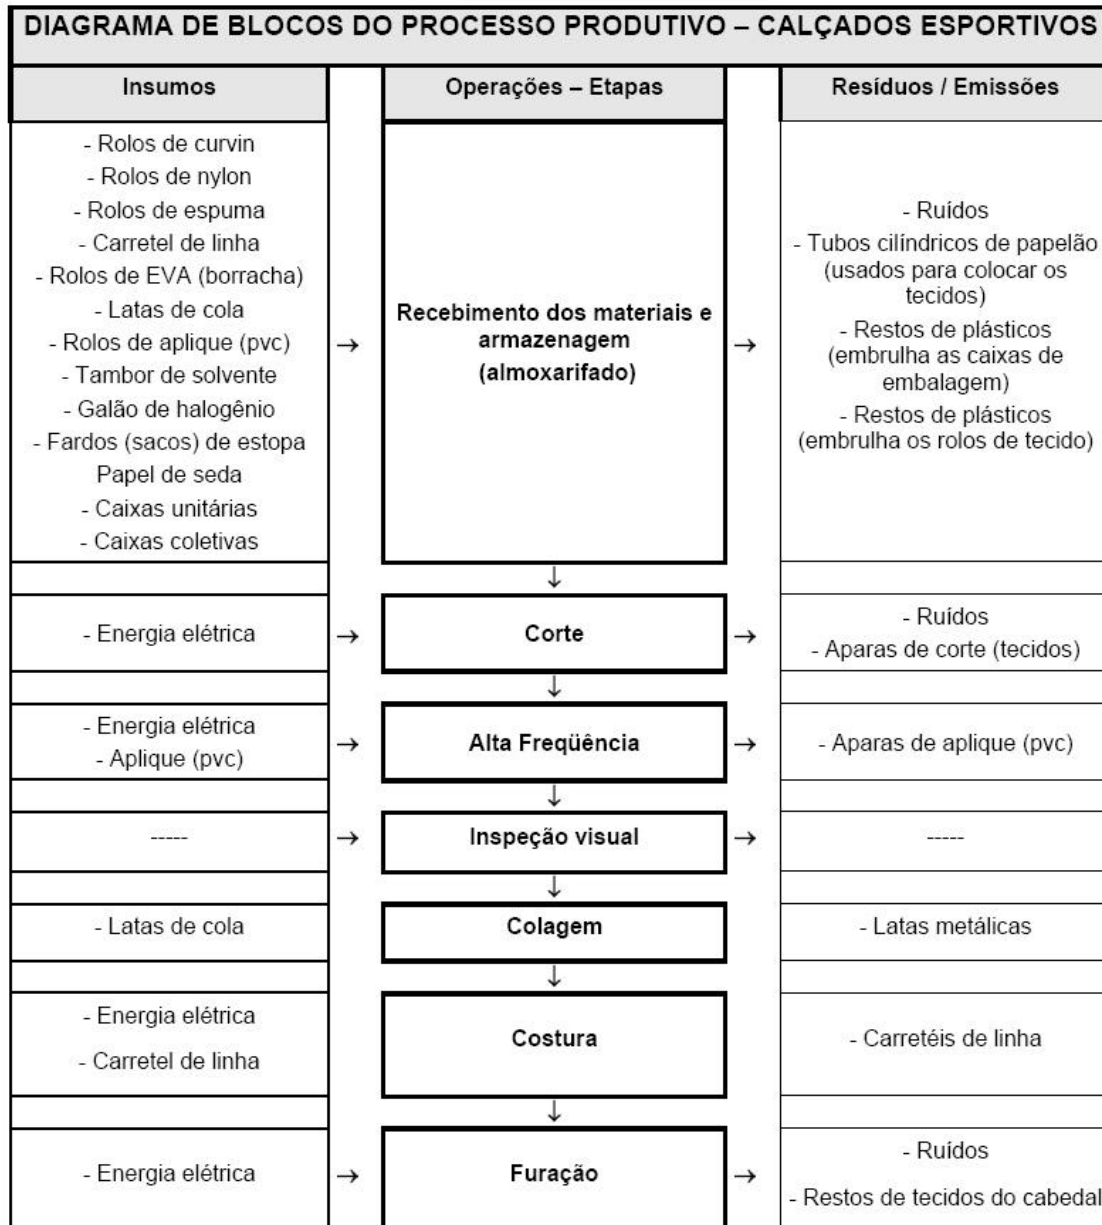 DIAGRAMA DE BLOCOS DO PROCESSO PRODUTIVO – CALÇADOS ESPORTIVOS
Insumos
Operações – Etapas
Resíduos / Emissões
- Rolos de curvin
- Rolos de nylon
- Rolos de espuma
- Carretel de linha
- Rolos de EVA (borracha)
- Latas de cola
- Rolos de aplique (pvc)
- Tambor de solvente
- Galão de halogênio
- Fardos (sacos) de estopa
Papel de seda
- Caixas unitárias
- Caixas coletivas
→
Recebimento dos materiais e
armazenagem
(almoxarifado)
→
- Ruídos
- Tubos cilíndricos de papelão
(usados para colocar os
tecidos)
- Restos de plásticos
(embrulha as caixas de
embalagem)
- Restos de plásticos
(embrulha os rolos de tecido)
↓
- Energia elétrica
→
Corte
→
- Ruídos
- Aparas de corte (tecidos)
↓
- Energia elétrica
- Aplique (pvc)
→
Alta Freqüência
→
- Aparas de aplique (pvc)
↓
-----
→
Inspeção visual
→
-----
↓
- Latas de cola
Colagem
- Latas metálicas
↓
- Energia elétrica
- Carretel de linha
Costura
- Carretéis de linha
↓
- Energia elétrica
→
Furação
→
- Ruídos
- Restos de tecidos do cabedal